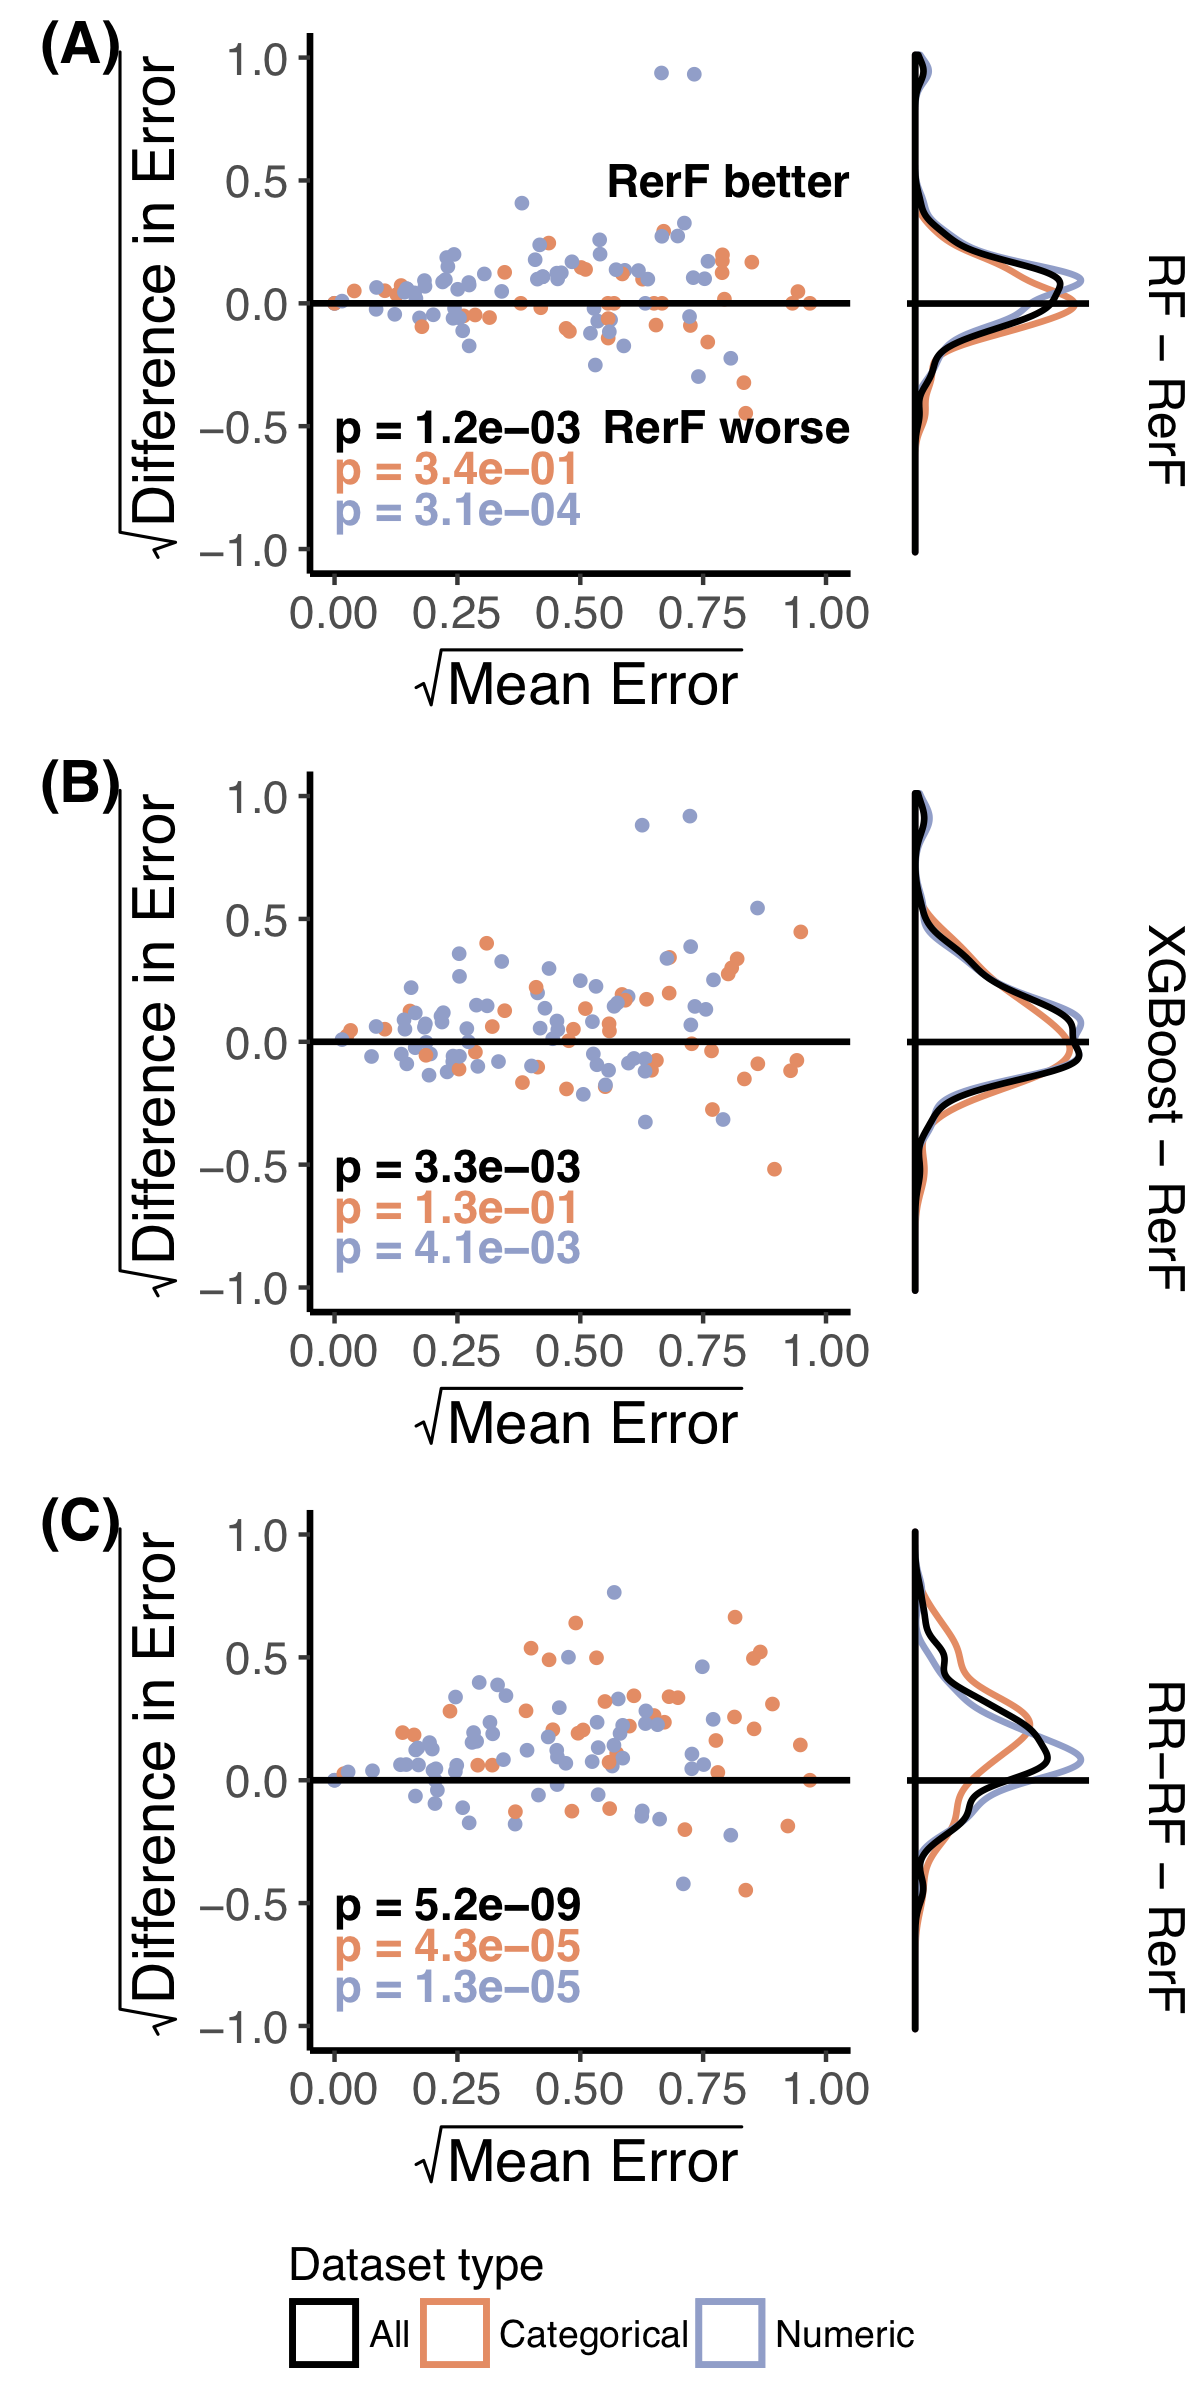 (A)
√Difference in Error
1.0
0.5
0.0
−0.5
−1.0
RerF better
RerF worse
p = 1.2e−03
p = 3.4e−01
p = 3.1e−04
0.00 0.25 0.50 0.75 1.00
√Mean Error
RF − RerF
(B)
√Difference in Error
1.0
0.5
0.0
−0.5
−1.0
p = 3.3e−03
p = 1.3e−01
p = 4.1e−03
0.00 0.25 0.50 0.75 1.00
√Mean Error
XGBoost − RerF
(C)
√Difference in Error
1.0
0.5
0.0
−0.5
−1.0
p = 5.2e−09
p = 4.3e−05
p = 1.3e−05
0.00 0.25 0.50 0.75 1.00
√Mean Error
RR−RF − RerF
Dataset type
All Categorical Numeric